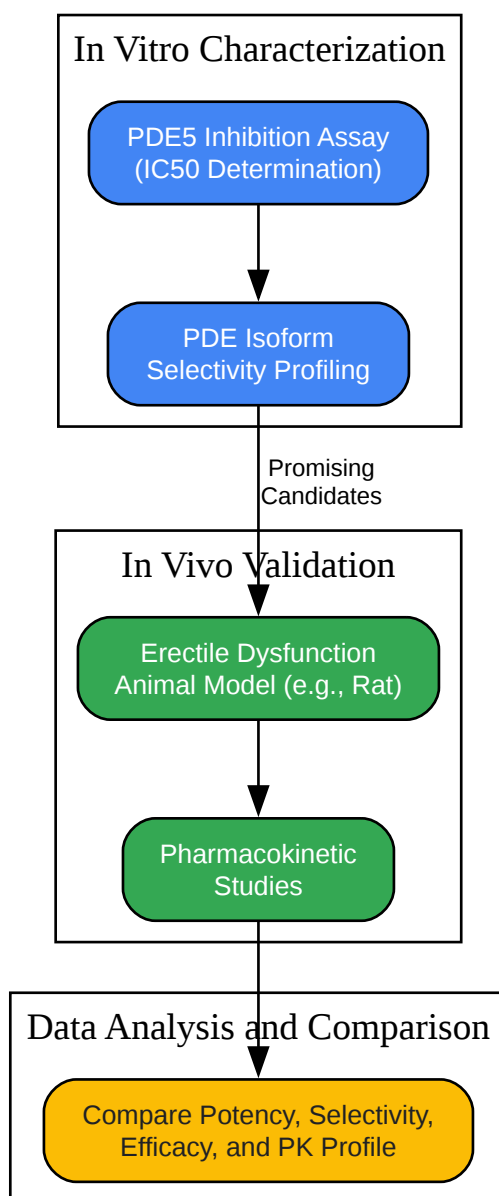 In Vitro Characterization
PDE5 Inhibition Assay
(IC50 Determination)
PDE Isoform
Selectivity Profiling
Promising
Candidates
In Vivo Validation
Erectile Dysfunction
Animal Model (e.g., Rat)
Pharmacokinetic
Studies
Data Analysis and Comparison
Compare Potency, Selectivity,
Efficacy, and PK Profile